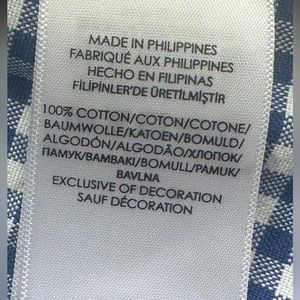 MADE IN PHILIPPINES
FABRIQUÉ AUX PHILIPPINES
HECHO EN FILIPINAS
FİLİPİNLER'DE ÜRETİLMİŞTİR
100% COTTON/COTON/COTONE/
BAUMWOLLE/KATOEN/BOMULD/
ALGODÓN/ALGODÃO/ХЛОПОК/
ПАМУК/BAMBAKI/BOMULL/PAMUK/
BAVLNA
EXCLUSIVE OF DECORATION
SAUF DÉCORATION